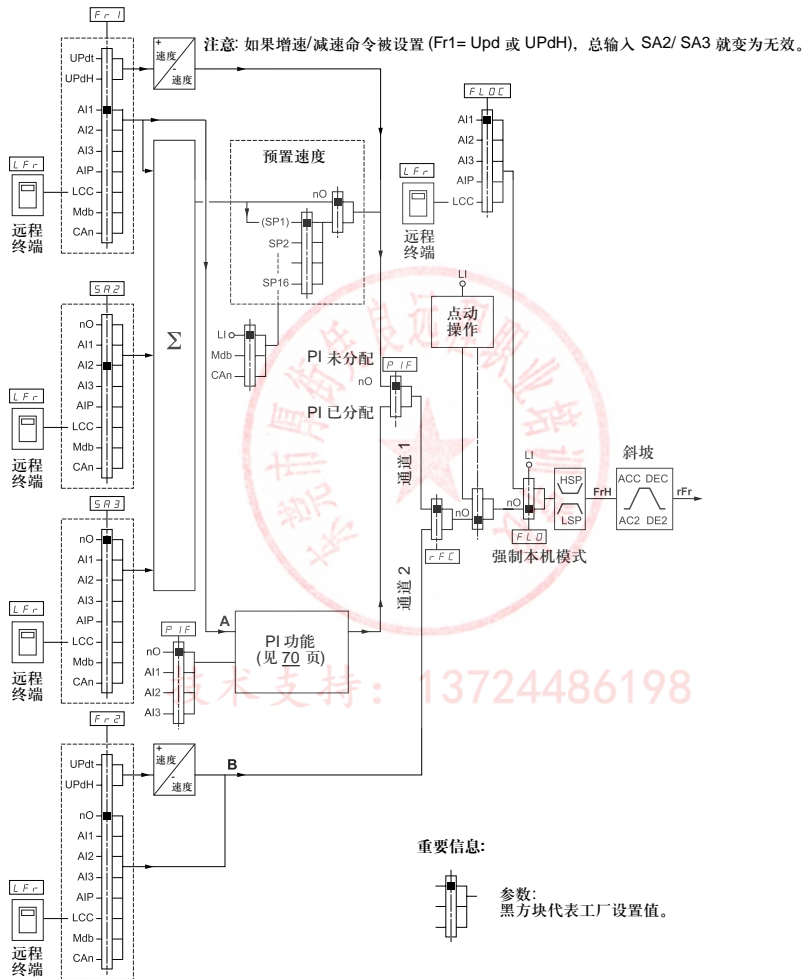 Fr1
注意: 如果增速/减速命令被设置 (Fr1= Upd 或 UPdH)，总输入 SA2/ SA3 就变为无效。
UPdt
UPdH
AI1
AI2
AI3
AIP
LCC
Mdb
CAn
LFr
远程
终端
+
速度
-
速度
预置速度
nO
(SP1)
SP2
SP16
LI
Mdb
CAn
FLOC
AI1
AI2
AI3
AIP
LCC
LFr
远程
终端
SA2
nO
AI1
AI2
AI3
AIP
LCC
Mdb
CAn
LFr
远程
终端
Σ
LI
点动
操作
PI 未分配
PIF
nO
PI 已分配
通道 1
SA3
nO
AI1
AI2
AI3
AIP
LCC
Mdb
CAn
LFr
远程
终端
nO
rFC
通道 2
nO
LI
FLO
强制本机模式
HSP
LSP
FrH
斜坡
ACC DEC
AC2 DE2
rFr
A
PIF
nO
AI1
AI2
AI3
PI 功能
(见 70 页)
Fr2
UPdt
UPdH
nO
AI1
AI2
AI3
AIP
LCC
Mdb
CAn
LFr
远程
终端
+
速度
-
速度
B
重要信息:
参数:
黑方块代表工厂设置值。
技术支持：13724486198